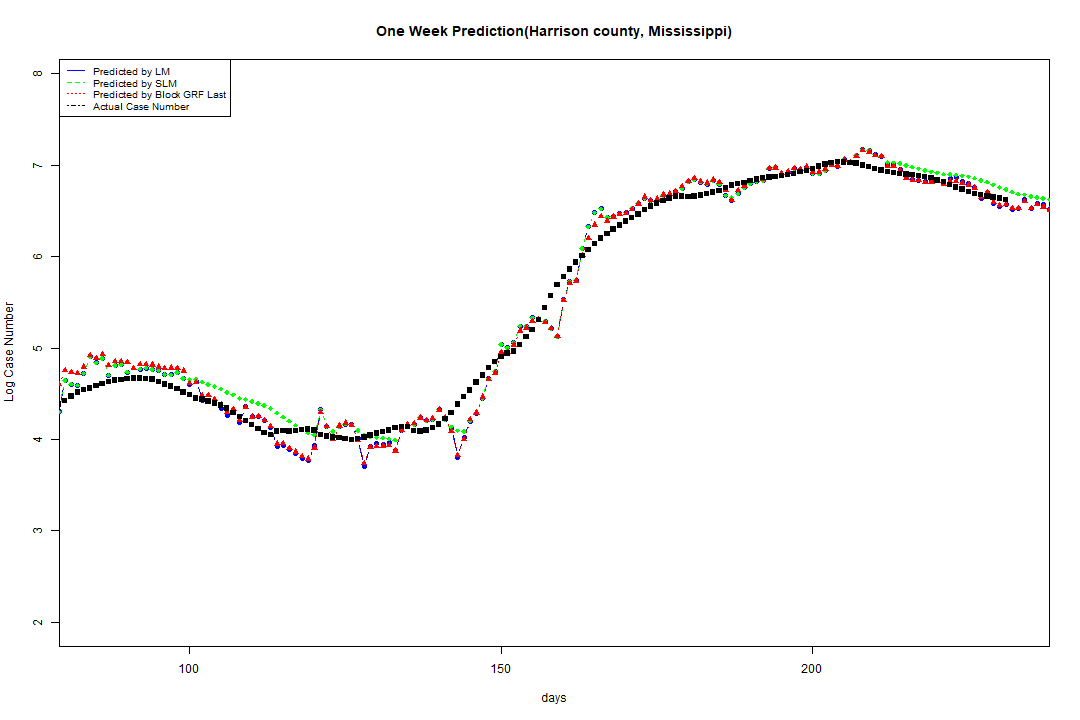 One Week Prediction(Harrison county, Mississippi)
Predicted by LM
Predicted by SLM
Predicted by Block GRF Last
Actual Case Number
8
7
6
5
4
3
2
Log Case Number
100
150
200
days